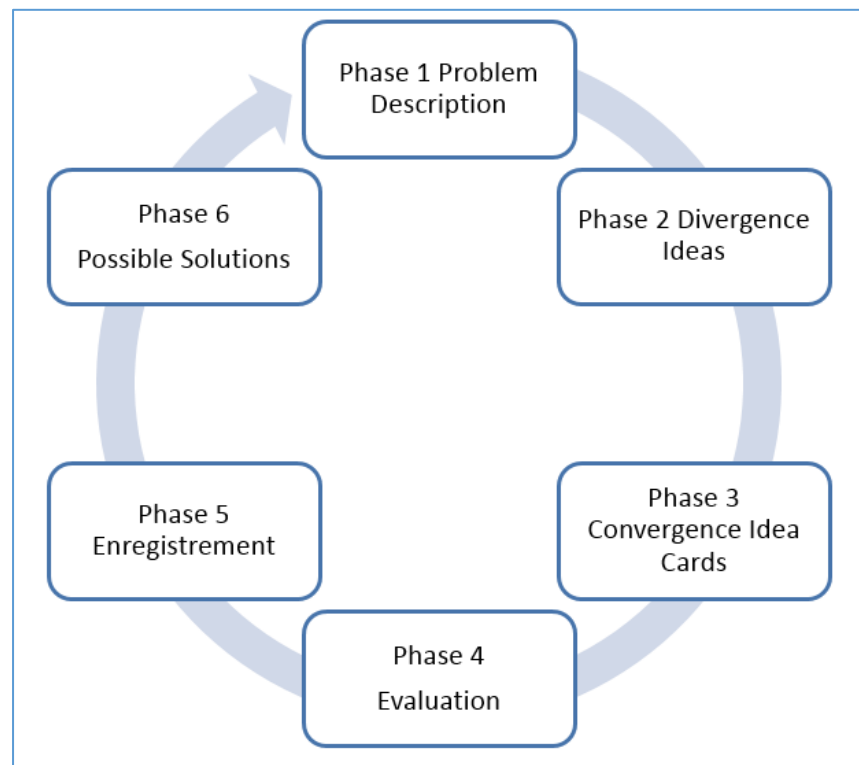 Phase 1 Problem
Description
Phase 2 Divergence
Ideas
Phase 3
Convergence Idea
Cards
Phase 4
Evaluation
Phase 5
Enregistrement
Phase 6
Possible Solutions